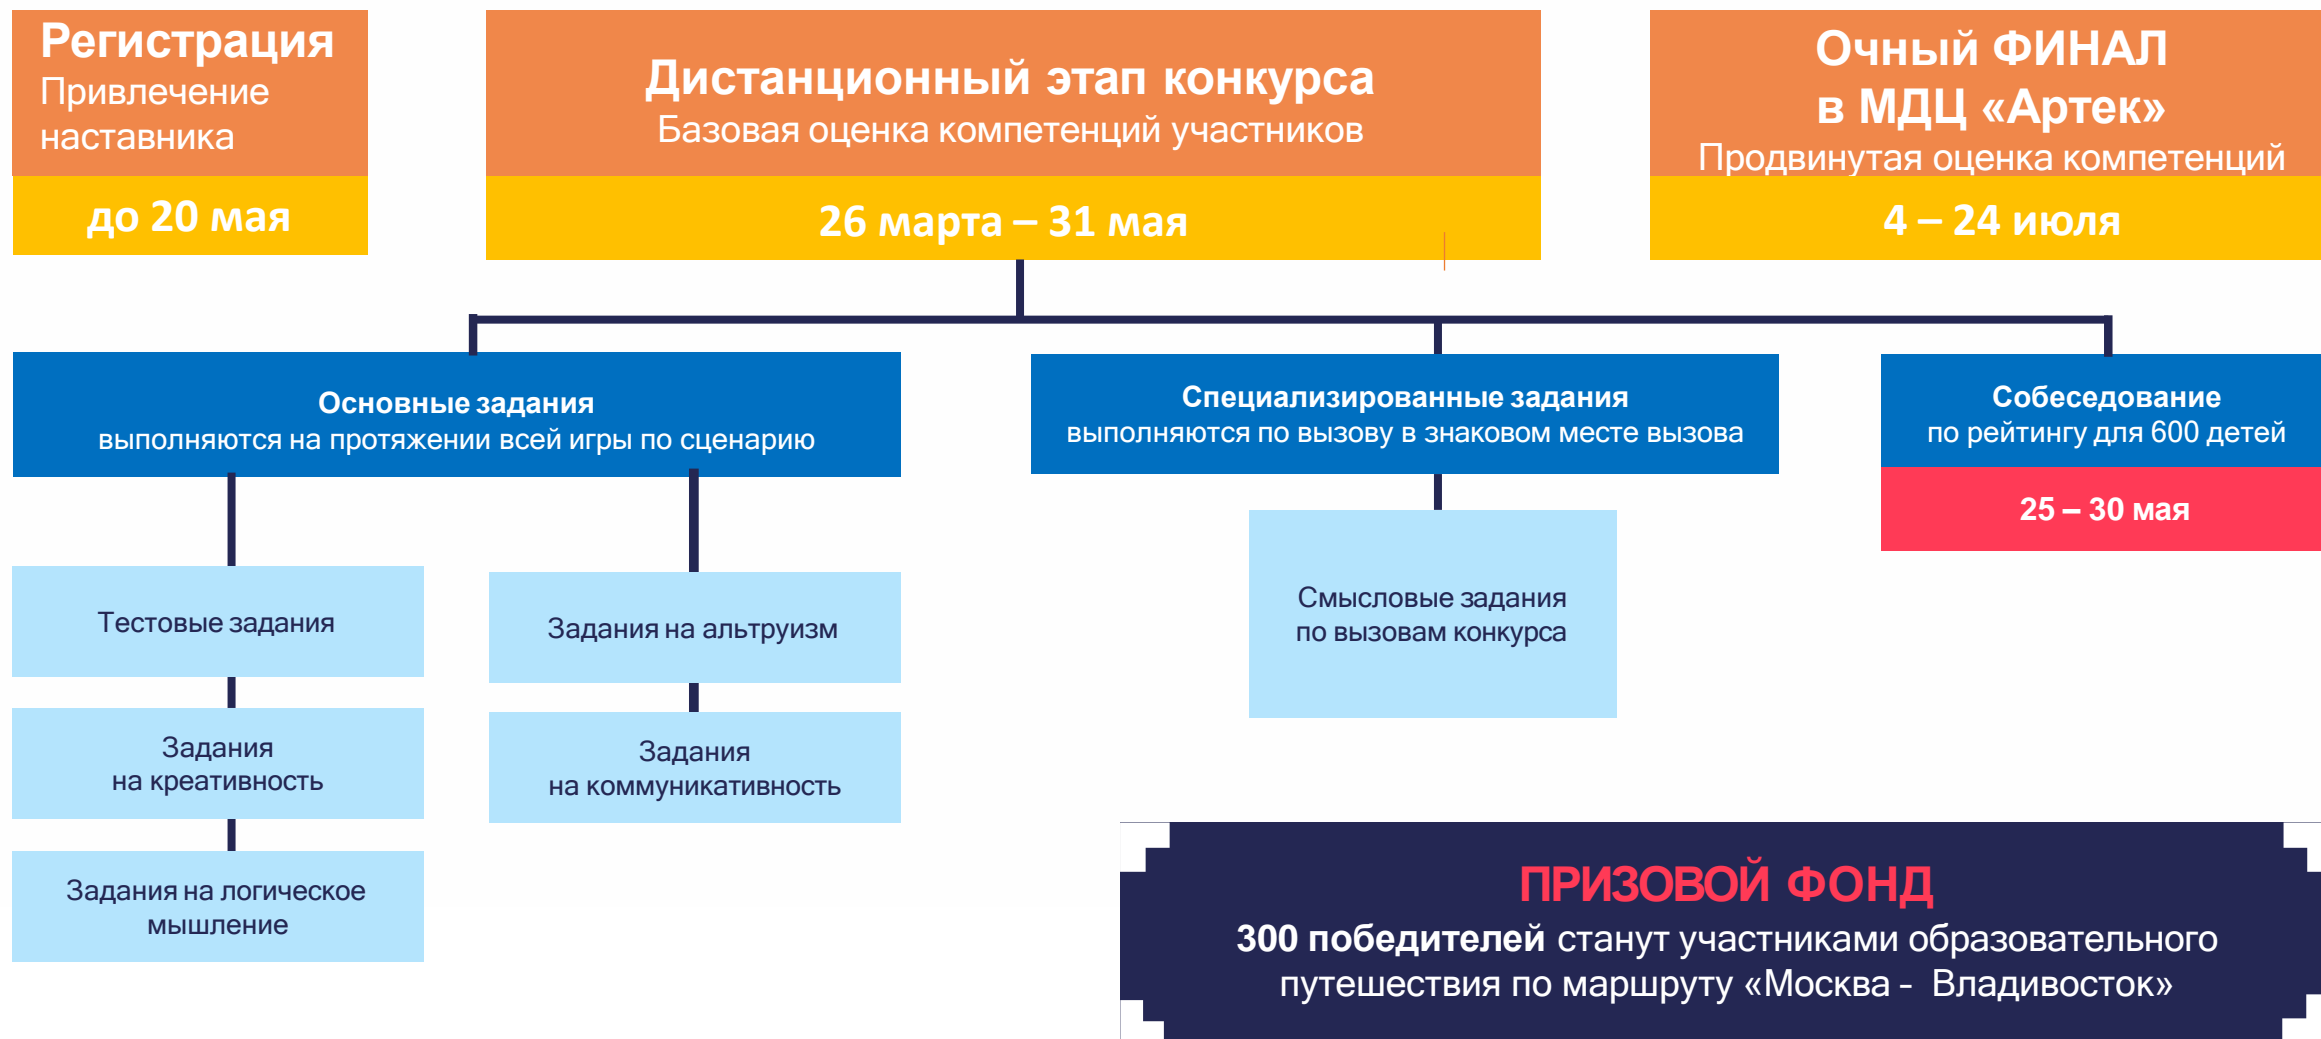 Регистрация
Привлечение
наставника
до 20 мая
Дистанционный этап конкурса
Базовая оценка компетенций участников
26 марта – 31 мая
Очный ФИНАЛ
в МДЦ «Артек»
Продвинутая оценка компетенций
4 – 24 июля
Основные задания
выполняются на протяжении всей игры по сценарию
Специализированные задания
выполняются по вызову в знаковом месте вызова
Собеседование
по рейтингу для 600 детей
25 – 30 мая
Тестовые задания
Задания
на креативность
Задания на логическое
мышление
Задания на альтруизм
Задания
на коммуникативность
Смысловые задания
по вызовам конкурса
ПРИЗОВОЙ ФОНД
300 победителей станут участниками образовательного
путешествия по маршруту «Москва - Владивосток»